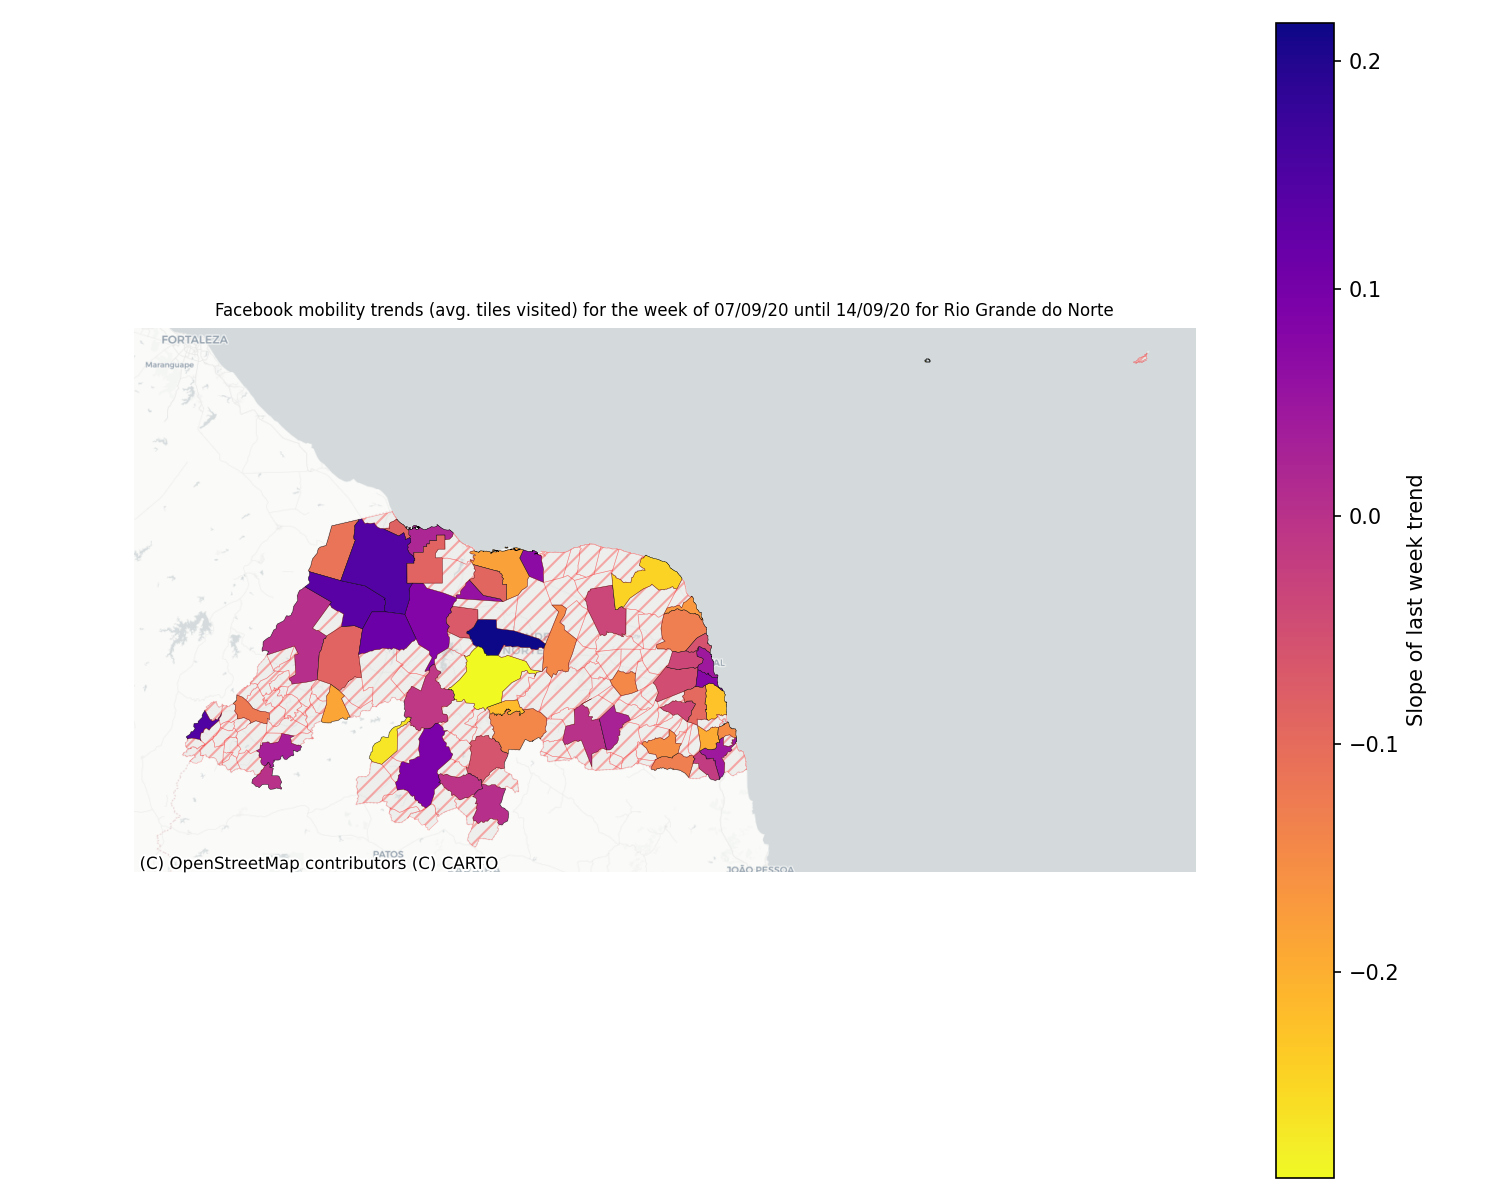 Facebook mobility trends (avg. tiles visited) for the week of 07/09/20 until 14/09/20 for Rio Grande do Norte
FORTALEZA
Maranguape
PATOS
JOÃO PESSOA
(C) OpenStreetMap contributors (C) CARTO
0.2
0.1
0.0
−0.1
−0.2
Slope of last week trend